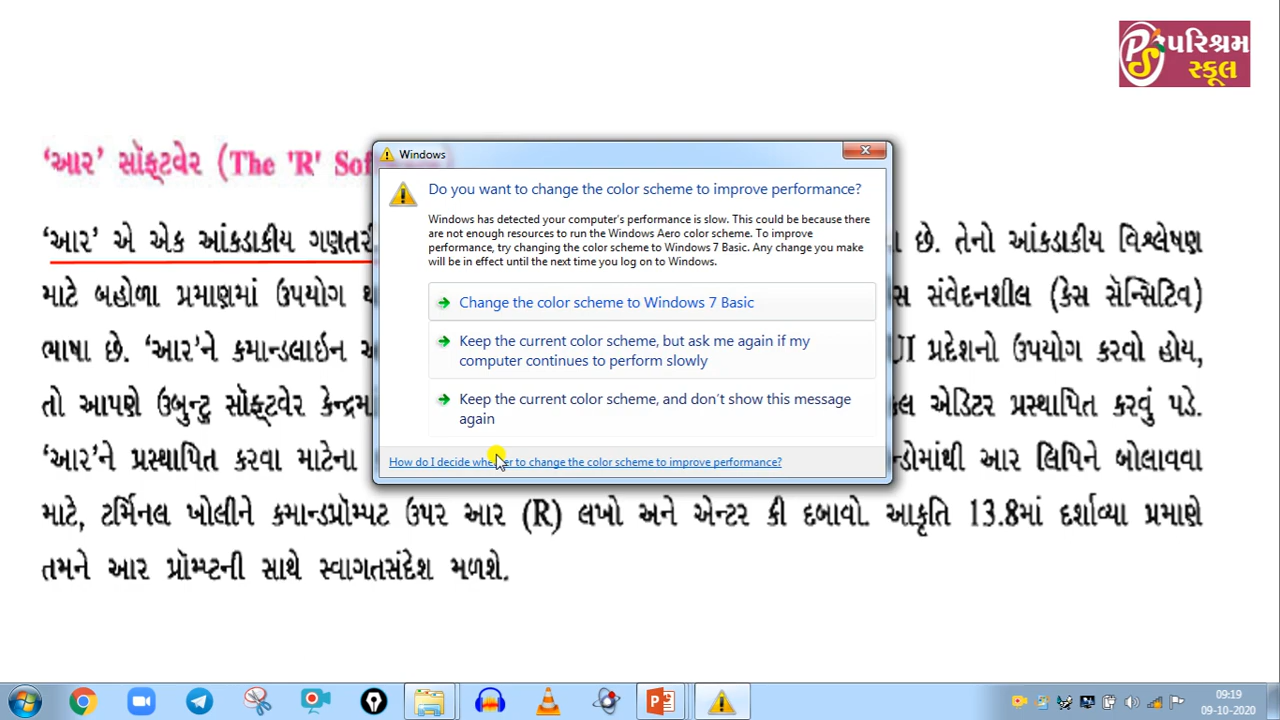 પરિશ્રમ
સ્કૂલ
PS
‘આર’ સૉફ્ટવેર (The 'R' Sof
Windows
Do you want to change the color scheme to improve performance?
Windows has detected your computer's performance is slow. This could be because there
are not enough resources to run the Windows Aero color scheme. To improve
performance, try changing the color scheme to Windows 7 Basic. Any change you make
will be in effect until the next time you log on to Windows.
Change the color scheme to Windows 7 Basic
Keep the current color scheme, but ask me again if my
computer continues to perform slowly
Keep the current color scheme, and don't show this message
again
How do I decide whether to change the color scheme to improve performance?
‘આર’ એ એક આંકડાકીય ગણતરી છે. તેનો આંકડાકીય વિશ્લેષણ
માટે બહોળા પ્રમાણમાં ઉપયોગ સંવેદનશીલ (કેસ સૅન્સિટિવ)
ભાષા છે. ‘આર’ને કમાન્ડલાઇન પ્રદેશનો ઉપયોગ કરવો હોય,
તો આપણે ઉબુન્ટુ સૉફ્ટવેર કેન્દ્રમ એડિટર પ્રસ્થાપિત કરવું પડે.
‘આર’ને પ્રસ્થાપિત કરવા માટેના ન્ડોમાંથી આર લિપિને બોલાવવા
માટે, ટર્મિનલ ખોલીને કમાન્ડપ્રૉમ્પટ ઉપર આર (R) લખો અને એન્ટર કી દબાવો. આકૃતિ 13.8માં દર્શાવ્યા પ્રમાણે
તમને આર પ્રૉમ્પ્ટની સાથે સ્વાગતસંદેશ મળશે.
09:19
09-10-2020